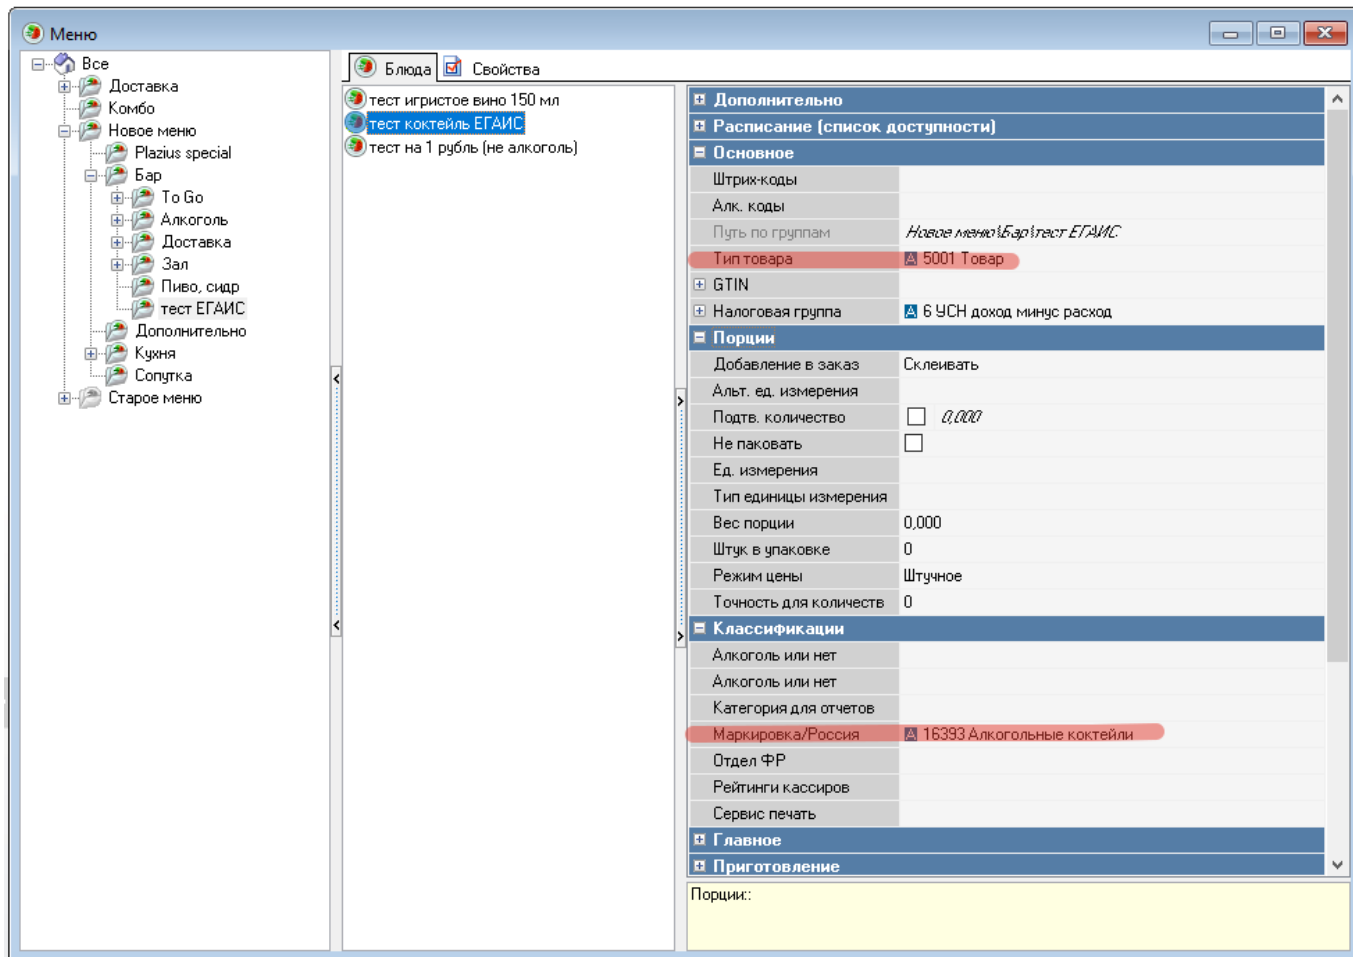 Меню
Все
Доставка
Комбо
Новое меню
Plazius special
Бар
To Go
Алкоголь
Доставка
Зал
Пиво, сидр
тест ЕГАИС
Дополнительно
Кухня
Сопутка
Старое меню
Блюда Свойства
тест игристое вино 150 мл
тест коктейль ЕГАИС
тест на 1 рубль (не алкоголь)
Дополнительно
Расписание (список доступности)
Основное
Штрих-коды
Алк. коды
Путь по группам Новое меню\Бар\тест ЕГАИС
Тип товара A 5001 Товар
GTIN
Налоговая группа A 6 УСН доход минус расход
Порции
Добавление в заказ Склеивать
Альт. ед. измерения
Подтв. количество 0,000
Не паковать
Ед. измерения
Тип единицы измерения
Вес порции 0,000
Штук в упаковке 0
Режим цены Штучное
Точность для количеств 0
Классификации
Алкоголь или нет
Алкоголь или нет
Категория для отчетов
Маркировка/Россия A 16393 Алкогольные коктейли
Отдел ФР
Рейтинги кассиров
Сервис печать
Главное
Приготовление
Порции::